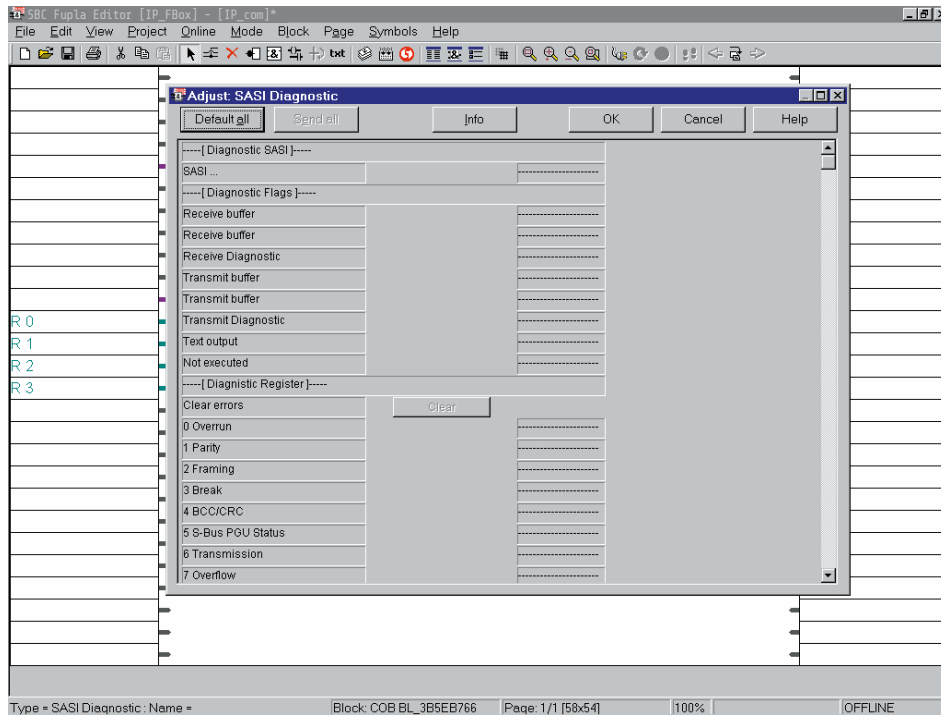 SBC Fupla Editor [IP_FBox] - [IP_com]*
File Edit View Project Online Mode Block Page Symbols Help
txt
Adjust: SASI Diagnostic
Default all Send all Info OK Cancel Help
-----[ Diagnostic SASI ]-----
SASI ... --------------------
-----[ Diagnostic Flags ]-----
Receive buffer --------------------
Receive buffer --------------------
Receive Diagnostic --------------------
Transmit buffer --------------------
Transmit buffer --------------------
R 0
Transmit Diagnostic --------------------
R 1
Text output --------------------
R 2
Not executed --------------------
R 3
-----[ Diagnistic Register ]-----
Clear errors Clear
0 Overrun --------------------
1 Parity --------------------
2 Framing --------------------
3 Break --------------------
4 BCC/CRC --------------------
5 S-Bus PGU Status --------------------
6 Transmission --------------------
7 Overflow --------------------
Type = SASI Diagnostic : Name = Block: COB BL_3B5EB766 Page: 1/1 [58x54] 100% OFFLINE